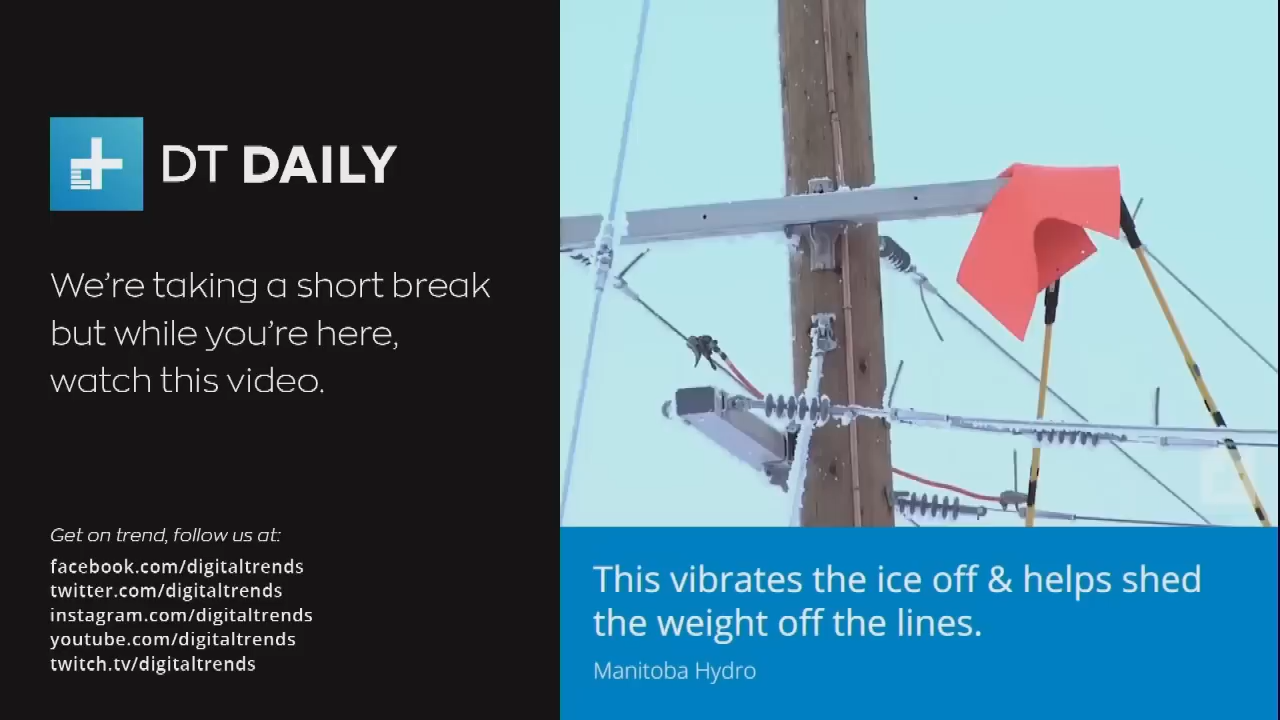 DT DAILY
We're taking a short break
but while you're here,
watch this video.
Get on trend, follow us at:
facebook.com/digitaltrends
twitter.com/digitaltrends
instagram.com/digitaltrends
youtube.com/digitaltrends
twitch.tv/digitaltrends
This vibrates the ice off & helps shed
the weight off the lines.
Manitoba Hydro